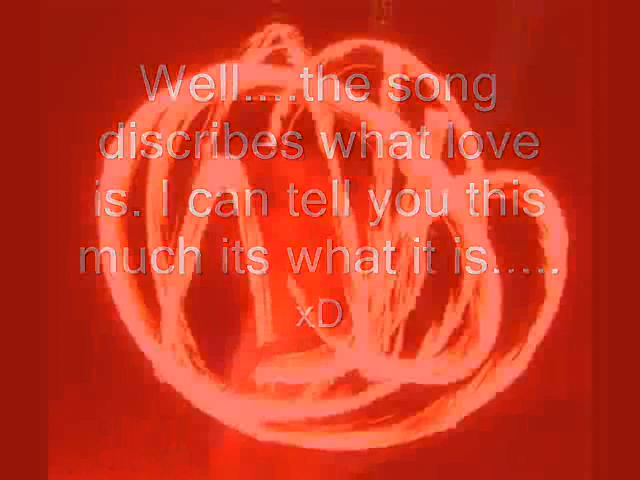 Well....the song
discribes what love
is. I can tell you this
much its what it is.....
xD